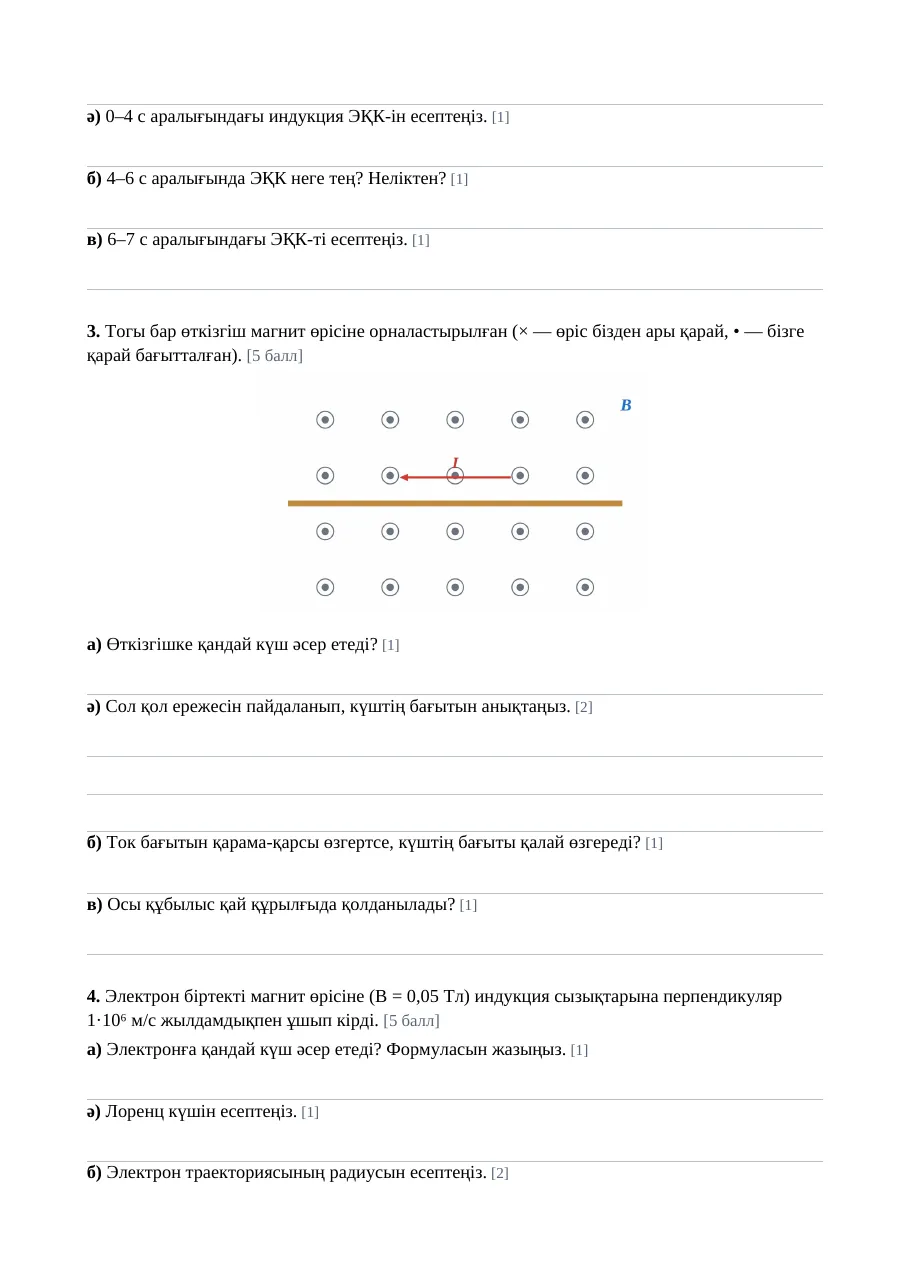 ә) 0–4 с аралығындағы индукция ЭҚК-ін есептеңіз. [1]
б) 4–6 с аралығында ЭҚК неге тең? Неліктен? [1]
в) 6–7 с аралығындағы ЭҚК-ті есептеңіз. [1]
3. Тогы бар өткізгіш магнит өрісіне орналастырылған (× — өріс бізден ары қарай, • — бізге
қарай бағытталған). [5 балл]
B
I
а) Өткізгішке қандай күш әсер етеді? [1]
ә) Сол қол ережесін пайдаланып, күштің бағытын анықтаңыз. [2]
б) Ток бағытын қарама-қарсы өзгертсе, күштің бағыты қалай өзгереді? [1]
в) Осы құбылыс қай құрылғыда қолданылады? [1]
4. Электрон біртекті магнит өрісіне (B = 0,05 Тл) индукция сызықтарына перпендикуляр
1·10⁶ м/с жылдамдықпен ұшып кірді. [5 балл]
а) Электронға қандай күш әсер етеді? Формуласын жазыңыз. [1]
ә) Лоренц күшін есептеңіз. [1]
б) Электрон траекториясының радиусын есептеңіз. [2]